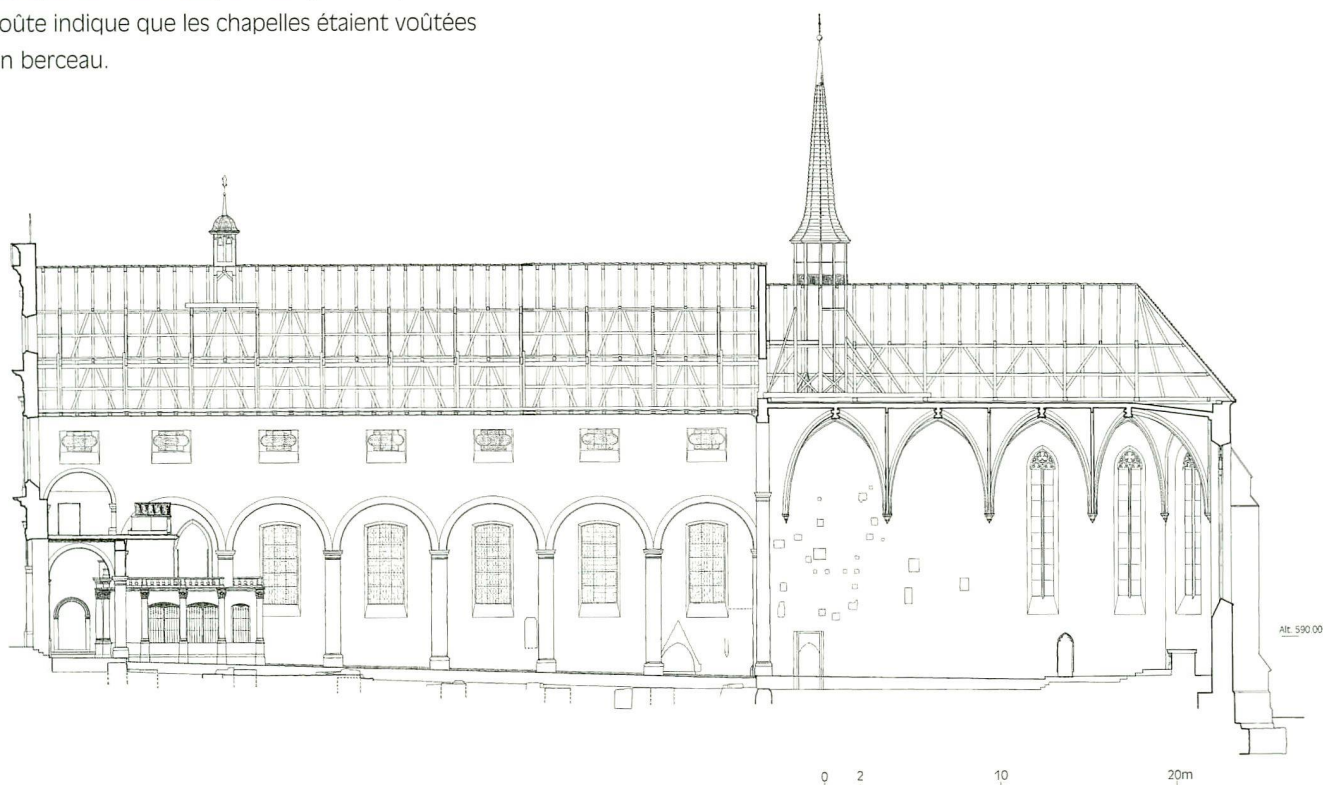 oûte indique que les chapelles étaient voûtées
n berceau.
Alt. 590.00
0 2 10 20m